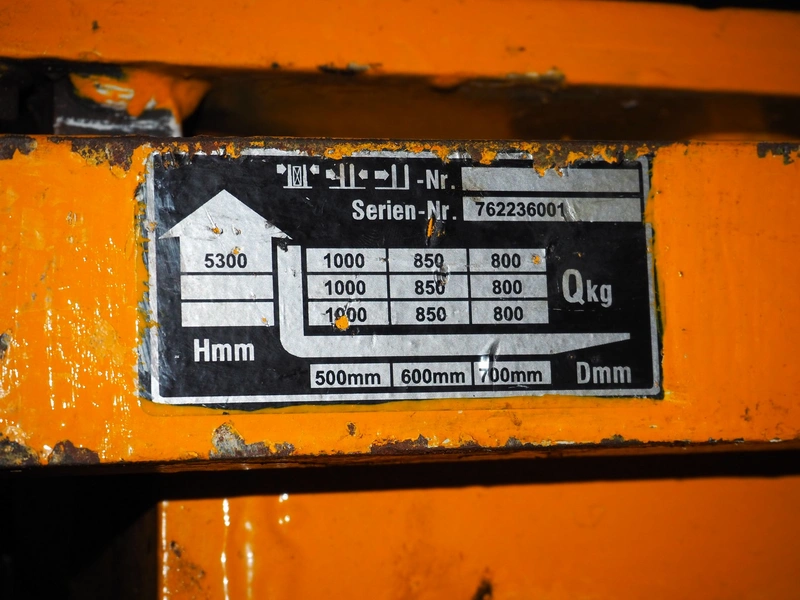 -Nr.
Serien-Nr. 762236001
5300 1000 850 800
1000 850 800 Qkg
1000 850 800
Hmm
500mm 600mm 700mm Dmm